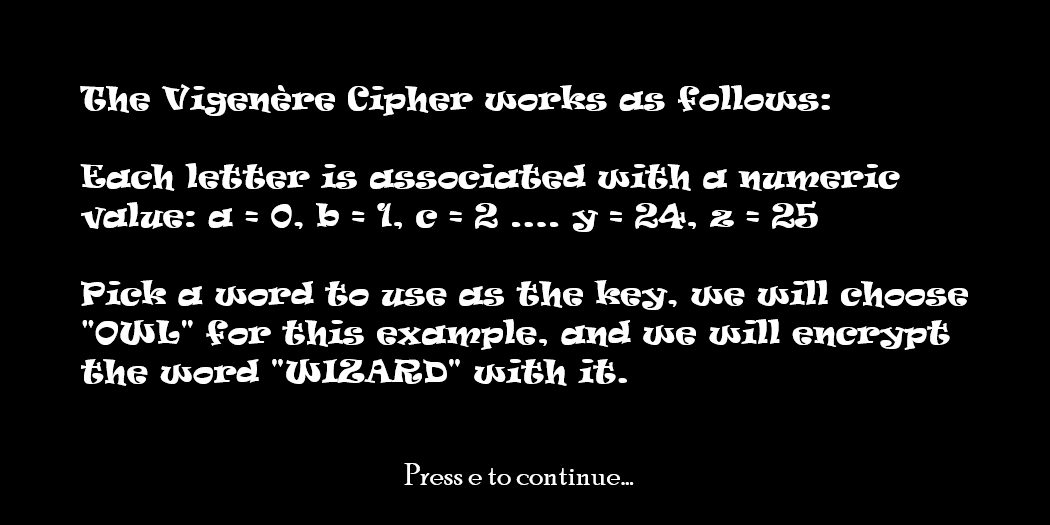 The Vigenère Cipher works as follows:
Each letter is associated with a numeric
value: a = 0, b = 1, c = 2 .... y = 24, z = 25
Pick a word to use as the key, we will choose
"OWL" for this example, and we will encrypt
the word "WIZARD" with it.
Press e to continue...